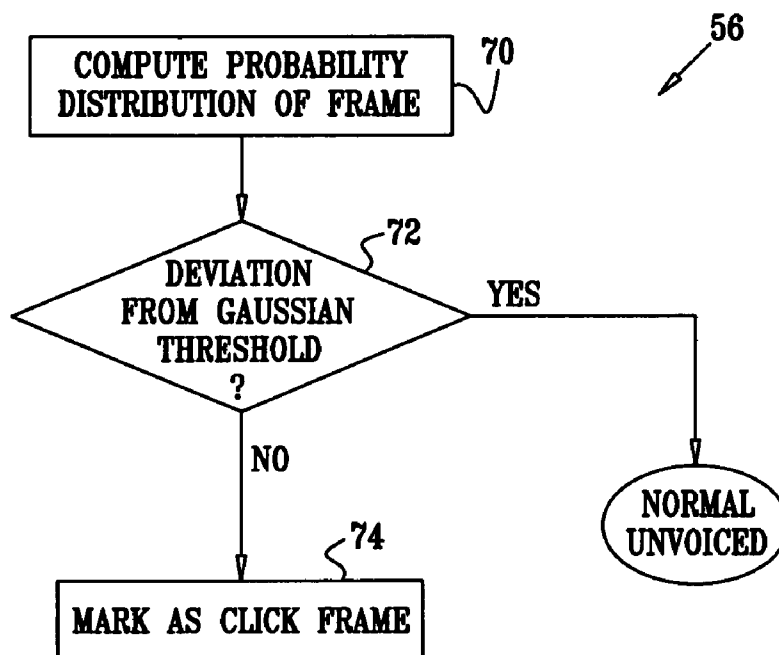 56
COMPUTE PROBABILITY
DISTRIBUTION OF FRAME
70
72
DEVIATION
FROM GAUSSIAN
THRESHOLD
?
YES
NO
NORMAL
UNVOICED
74
MARK AS CLICK FRAME